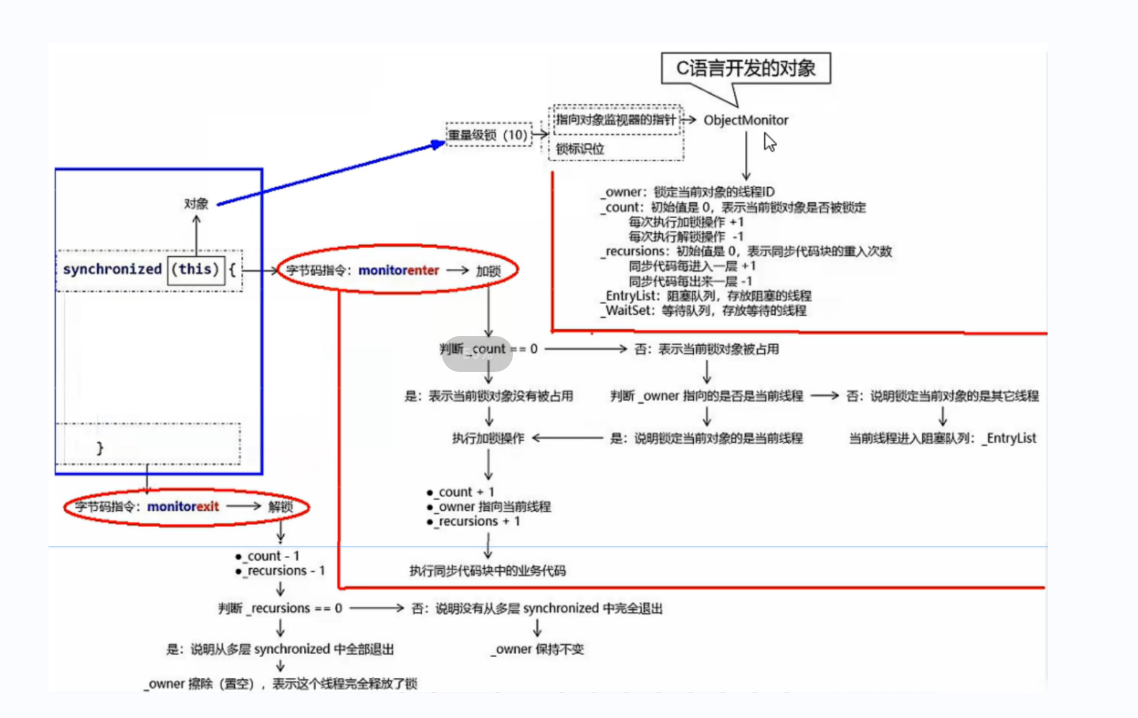 C语言开发的对象
重量级锁（10）
指向对象监视器的指针
锁标识位
ObjectMonitor
_owner：锁定当前对象的线程ID
_count：初始值是 0，表示当前锁对象是否被锁定
每次执行加锁操作 +1
每次执行解锁操作 -1
_recursions：初始值是 0，表示同步代码块的重入次数
同步代码每进入一层 +1
同步代码每出来一层 -1
_EntryList：阻塞队列，存放阻塞的线程
_WaitSet：等待队列，存放等待的线程
对象
synchronized (this) {
}
字节码指令：monitorenter
加锁
判断 _count == 0
否：表示当前锁对象被占用
是：表示当前锁对象没有被占用
判断 _owner 指向的是否是当前线程
否：说明锁定当前对象的是其它线程
执行加锁操作
是：说明锁定当前对象的是当前线程
当前线程进入阻塞队列：_EntryList
●_count + 1
●_owner 指向当前线程
●_recursions + 1
执行同步代码块中的业务代码
字节码指令：monitorexit
解锁
●_count - 1
●_recursions - 1
判断 _recursions == 0
否：说明没有从多层 synchronized 中完全退出
是：说明从多层 synchronized 中全部退出
_owner 保持不变
_owner 擦除（置空），表示这个线程完全释放了锁